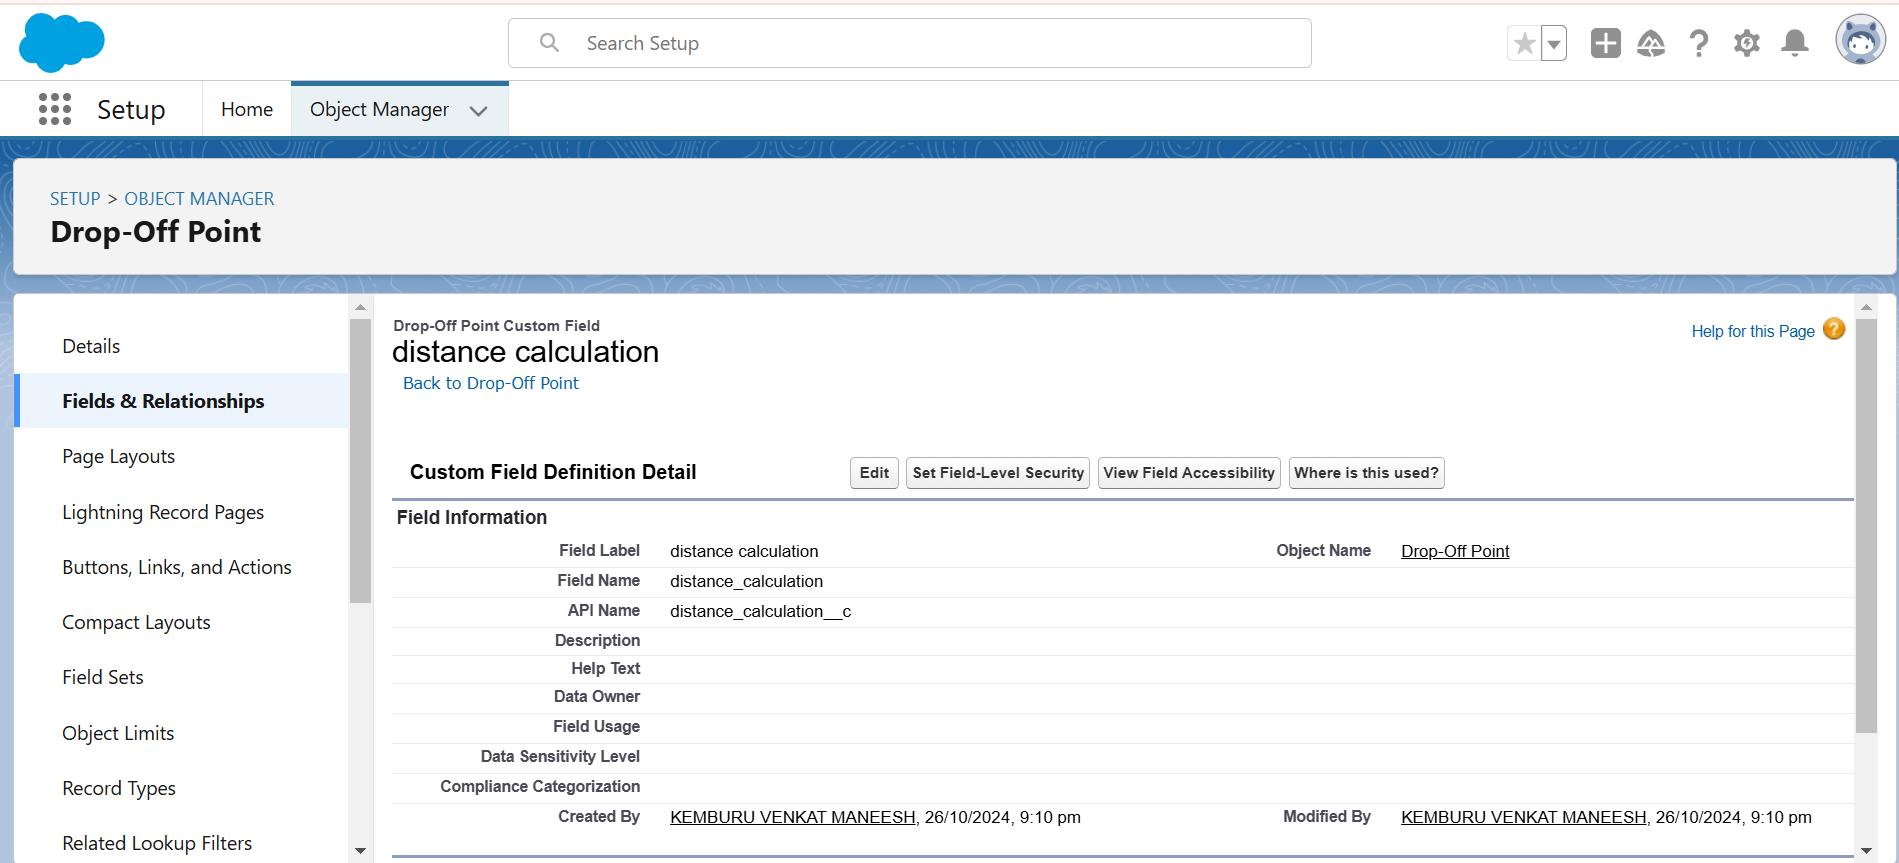 Search Setup
Setup
Home
Object Manager
SETUP > OBJECT MANAGER
Drop-Off Point
Details
Fields & Relationships
Page Layouts
Lightning Record Pages
Buttons, Links, and Actions
Compact Layouts
Field Sets
Object Limits
Record Types
Related Lookup Filters
Drop-Off Point Custom Field
distance calculation
Back to Drop-Off Point
Help for this Page ?
Custom Field Definition Detail
Edit Set Field-Level Security View Field Accessibility Where is this used?
Field Information
Field Label distance calculation Object Name Drop-Off Point
Field Name distance_calculation
API Name distance_calculation__c
Description
Help Text
Data Owner
Field Usage
Data Sensitivity Level
Compliance Categorization
Created By KEMBURU VENKAT MANEESH, 26/10/2024, 9:10 pm Modified By KEMBURU VENKAT MANEESH, 26/10/2024, 9:10 pm